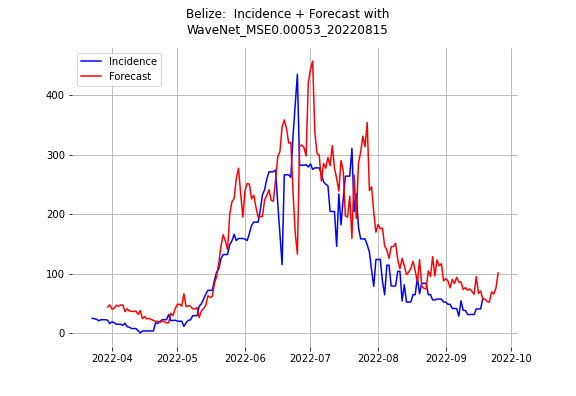 Belize:  Incidence + Forecast with
WaveNet_MSE0.00053_20220815
Incidence
Forecast
400
300
200
100
0
2022-04 2022-05 2022-06 2022-07 2022-08 2022-09 2022-10